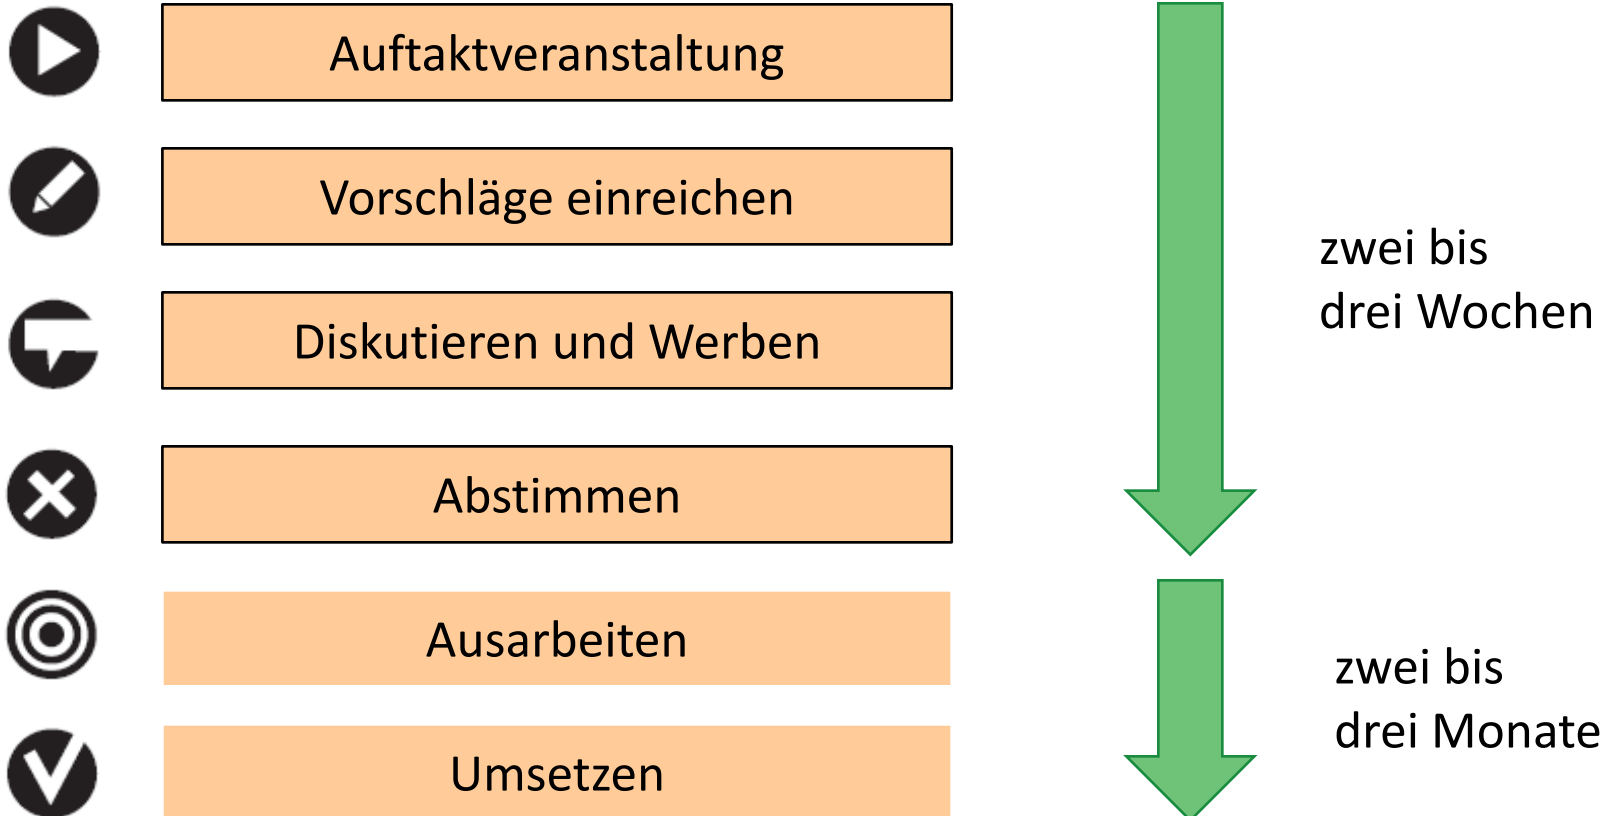 Auftaktveranstaltung
Vorschläge einreichen
Diskutieren und Werben
Abstimmen
zwei bis
drei Wochen
Ausarbeiten
Umsetzen
zwei bis
drei Monate